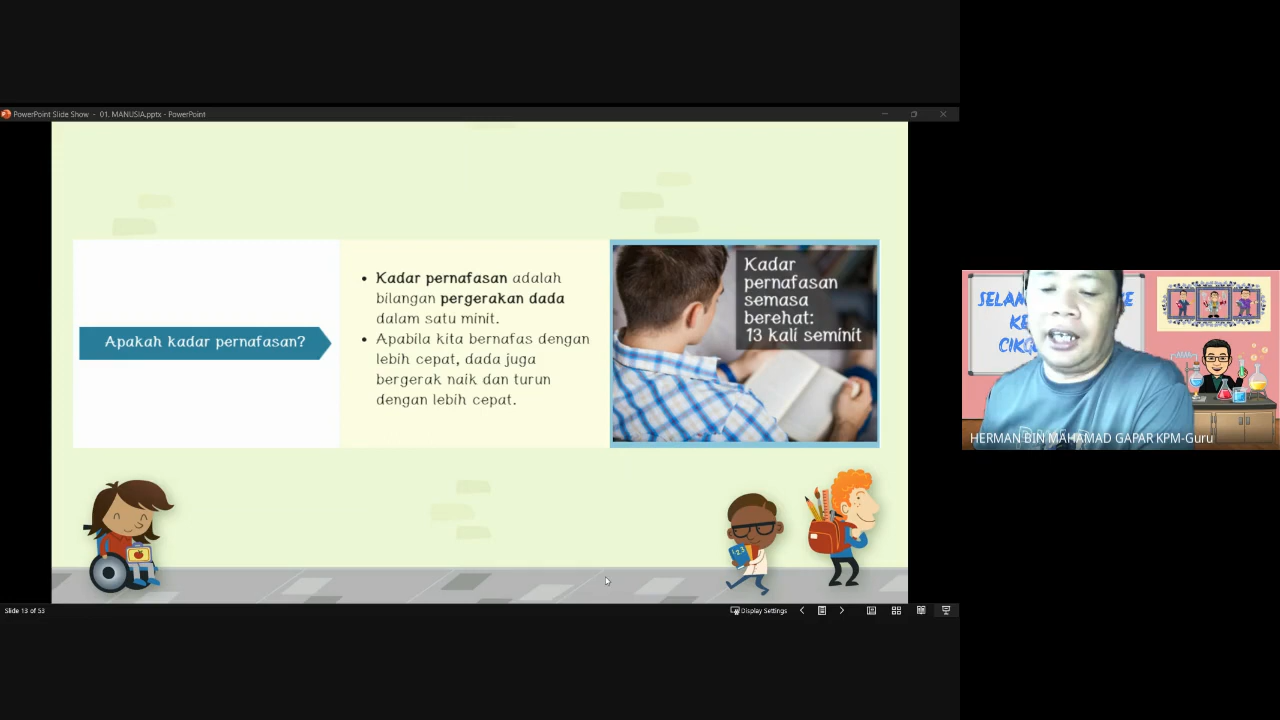 PowerPoint Slide Show - 01. MANUSIA.pptx - PowerPoint
Apakah kadar pernafasan?
• Kadar pernafasan adalah
bilangan pergerakan dada
dalam satu minit.
• Apabila kita bernafas dengan
lebih cepat, dada juga
bergerak naik dan turun
dengan lebih cepat.
Kadar
pernafasan
semasa
berehat:
13 kali seminit
Slide 13 of 53
Display Settings
HERMAN BIN MAHAMAD GAPAR KPM-Guru